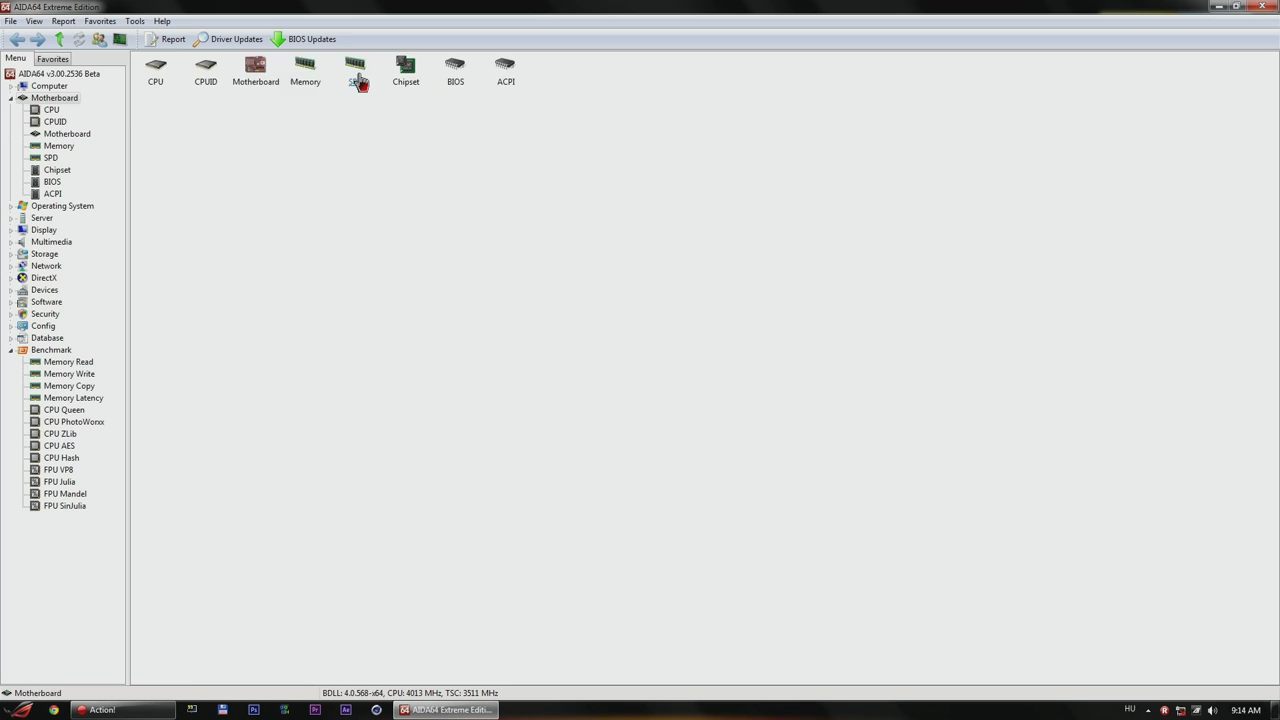 64 AIDA64 Extreme Edition
File View Report Favorites Tools Help
Report Driver Updates BIOS Updates
Menu Favorites
AIDA64 v3.00.2536 Beta
Computer
Motherboard
CPU
CPUID
Motherboard
Memory
SPD
Chipset
BIOS
ACPI
Operating System
Server
Display
Multimedia
Storage
Network
DirectX
Devices
Software
Security
Config
Database
Benchmark
Memory Read
Memory Write
Memory Copy
Memory Latency
CPU Queen
CPU PhotoWorxx
CPU ZLib
CPU AES
CPU Hash
FPU VP8
FPU Julia
FPU Mandel
FPU SinJulia
CPU CPUID Motherboard Memory Chipset BIOS ACPI
Motherboard BDLL: 4.0.568-x64, CPU: 4013 MHz, TSC: 3511 MHz
Action! Ps Pr Ae 64 AIDA64 Extreme Editi... HU 9:14 AM